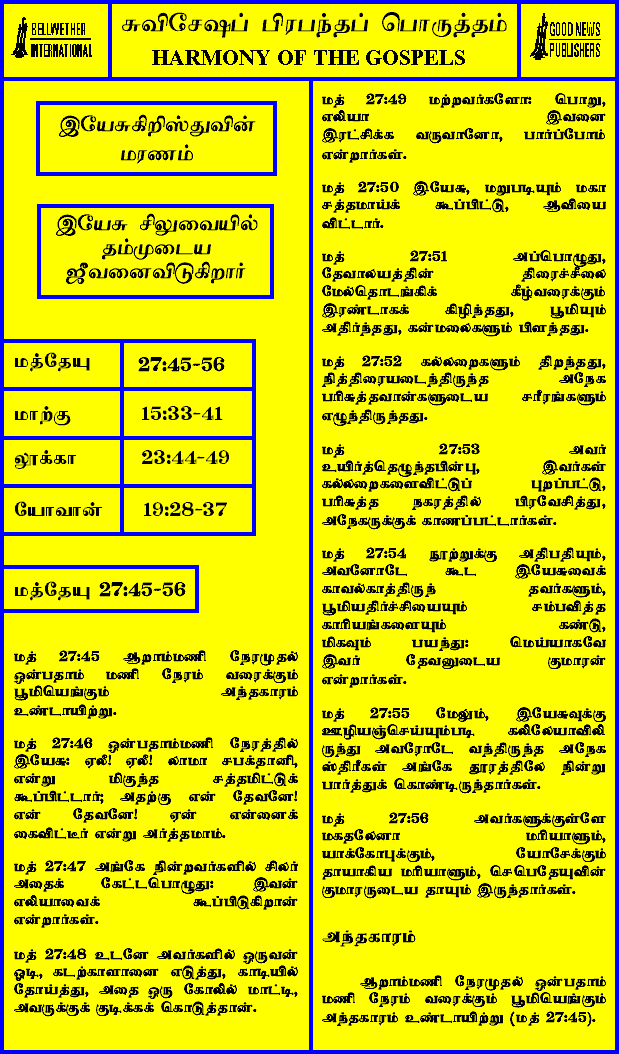 BELLWETHER
INTERNATIONAL
சுவிசேஷப் பிரபந்தப் பொருத்தம்
HARMONY OF THE GOSPELS
GOOD NEWS
PUBLISHERS
இயேசுகிறிஸ்துவின்
மரணம்
இயேசு சிலுவையில்
தம்முடைய
ஜீவனைவிடுகிறார்
மத்தேயு 27:45-56
மாற்கு 15:33-41
லூக்கா 23:44-49
யோவான் 19:28-37
மத்தேயு 27:45-56
மத் 27:45 ஆறாம்மணி நேரமுதல்
ஒன்பதாம் மணி நேரம் வரைக்கும்
பூமியெங்கும் அந்தகாரம்
உண்டாயிற்று.
மத் 27:46 ஒன்பதாம்மணி நேரத்தில்
இயேசு: ஏலீ! ஏலீ! லாமா சபக்தானி,
என்று மிகுந்த சத்தமிட்டுக்
கூப்பிட்டார்; அதற்கு என் தேவனே!
என் தேவனே! ஏன் என்னைக்
கைவிட்டீர் என்று அர்த்தமாம்.
மத் 27:47 அங்கே நின்றவர்களில் சிலர்
அதைக் கேட்டபொழுது: இவன்
எலியாவைக் கூப்பிடுகிறான்
என்றார்கள்.
மத் 27:48 உடனே அவர்களில் ஒருவன்
ஓடி, கடற்காளானை எடுத்து, காடியில்
தோய்த்து, அதை ஒரு கோலில் மாட்டி,
அவருக்குக் குடிக்கக் கொடுத்தான்.
மத் 27:49 மற்றவர்களோ: பொறு,
எலியா இவனை
இரட்சிக்க வருவானோ, பார்ப்போம்
என்றார்கள்.
மத் 27:50 இயேசு, மறுபடியும் மகா
சத்தமாய்க் கூப்பிட்டு, ஆவியை
விட்டார்.
மத் 27:51 அப்பொழுது,
தேவாலயத்தின் திரைச்சீலை
மேல்தொடங்கிக் கீழ்வரைக்கும்
இரண்டாகக் கிழிந்தது, பூமியும்
அதிர்ந்தது, கன்மலைகளும் பிளந்தது.
மத் 27:52 கல்லறைகளும் திறந்தது,
நித்திரையடைந்திருந்த அநேக
பரிசுத்தவான்களுடைய சரீரங்களும்
எழுந்திருந்தது.
மத் 27:53 அவர்
உயிர்த்தெழுந்தபின்பு, இவர்கள்
கல்லறைகளைவிட்டுப் புறப்பட்டு,
பரிசுத்த நகரத்தில் பிரவேசித்து,
அநேகருக்குக் காணப்பட்டார்கள்.
மத் 27:54 நூற்றுக்கு அதிபதியும்,
அவனோடே கூட இயேசுவைக்
காவல்காத்திருந் தவர்களும்,
பூமியதிர்ச்சியையும் சம்பவித்த
காரியங்களையும் கண்டு,
மிகவும் பயந்து: மெய்யாகவே
இவர் தேவனுடைய குமாரன்
என்றார்கள்.
மத் 27:55 மேலும், இயேசுவுக்கு
ஊழியஞ்செய்யும்படி கலிலேயாவிலி
ருந்து அவரோடே வந்திருந்த அநேக
ஸ்திரீகள் அங்கே தூரத்திலே நின்று
பார்த்துக் கொண்டிருந்தார்கள்.
மத் 27:56 அவர்களுக்குள்ளே
மகதலேனா மரியாளும்,
யாக்கோபுக்கும், யோசேக்கும்
தாயாகிய மரியாளும், செபெதேயுவின்
குமாரருடைய தாயும் இருந்தார்கள்.
அந்தகாரம்
ஆறாம்மணி நேரமுதல் ஒன்பதாம்
மணி நேரம் வரைக்கும் பூமியெங்கும்
அந்தகாரம் உண்டாயிற்று (மத் 27:45).